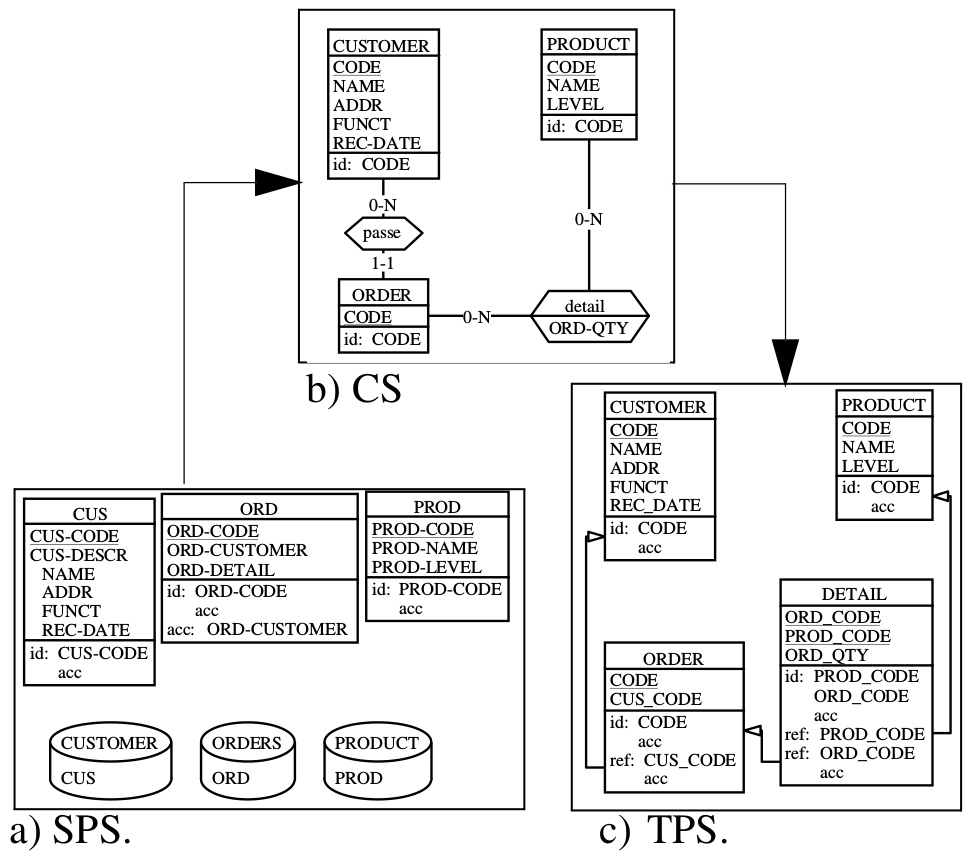 CUSTOMER
CODE
NAME
ADDR
FUNCT
REC-DATE
id: CODE
PRODUCT
CODE
NAME
LEVEL
id: CODE
0-N
passe
1-1
0-N
ORDER
CODE
id: CODE
0-N
detail
ORD-QTY
b) CS
CUS
CUS-CODE
CUS-DESCR
NAME
ADDR
FUNCT
REC-DATE
id: CUS-CODE
acc
ORD
ORD-CODE
ORD-CUSTOMER
ORD-DETAIL
id: ORD-CODE
acc
acc: ORD-CUSTOMER
PROD
PROD-CODE
PROD-NAME
PROD-LEVEL
id: PROD-CODE
acc
CUSTOMER
CUS
ORDERS
ORD
PRODUCT
PROD
a) SPS.
CUSTOMER
CODE
NAME
ADDR
FUNCT
REC_DATE
id: CODE
acc
PRODUCT
CODE
NAME
LEVEL
id: CODE
acc
ORDER
CODE
CUS_CODE
id: CODE
acc
ref: CUS_CODE
acc
DETAIL
ORD_CODE
PROD_CODE
ORD_QTY
id: PROD_CODE
ORD_CODE
acc
ref: PROD_CODE
ref: ORD_CODE
acc
c) TPS.